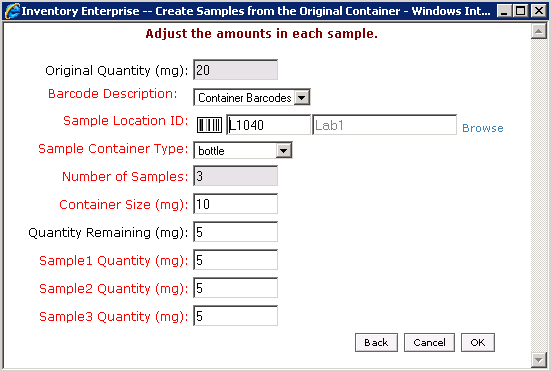 Inventory Enterprise -- Create Samples from the Original Container - Windows Int...
Adjust the amounts in each sample.
Original Quantity (mg): 20
Barcode Description: Container Barcodes
Sample Location ID: L1040 Lab1 Browse
Sample Container Type: bottle
Number of Samples: 3
Container Size (mg): 10
Quantity Remaining (mg): 5
Sample1 Quantity (mg): 5
Sample2 Quantity (mg): 5
Sample3 Quantity (mg): 5
Back Cancel OK